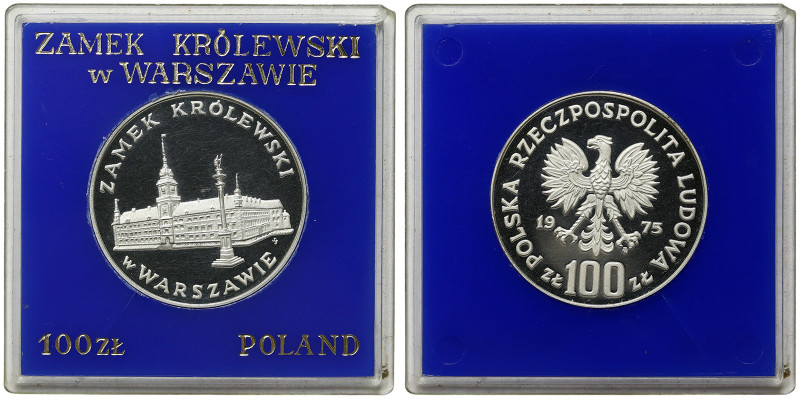 ZAMEK KRÓLEWSKI
w WARSZAWIE
ZAMEK KRÓLEWSKI
w WARSZAWIE
100 ZŁ POLAND
POLSKA RZECZPOSPOLITA LUDOWA
19 75
zł 100 zł